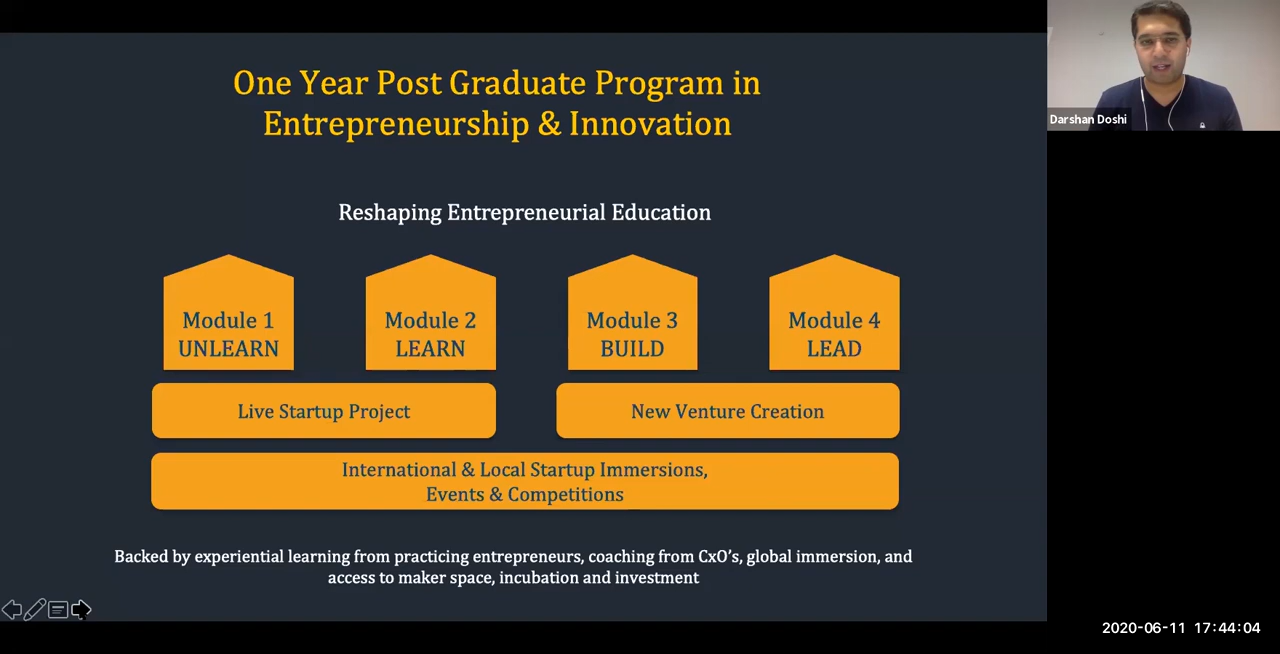 One Year Post Graduate Program in
Entrepreneurship & Innovation
Darshan Doshi
Reshaping Entrepreneurial Education
Module 1
UNLEARN
Module 2
LEARN
Module 3
BUILD
Module 4
LEAD
Live Startup Project
New Venture Creation
International & Local Startup Immersions,
Events & Competitions
Backed by experiential learning from practicing entrepreneurs, coaching from CxO’s, global immersion, and
access to maker space, incubation and investment
2020-06-11 17:44:04